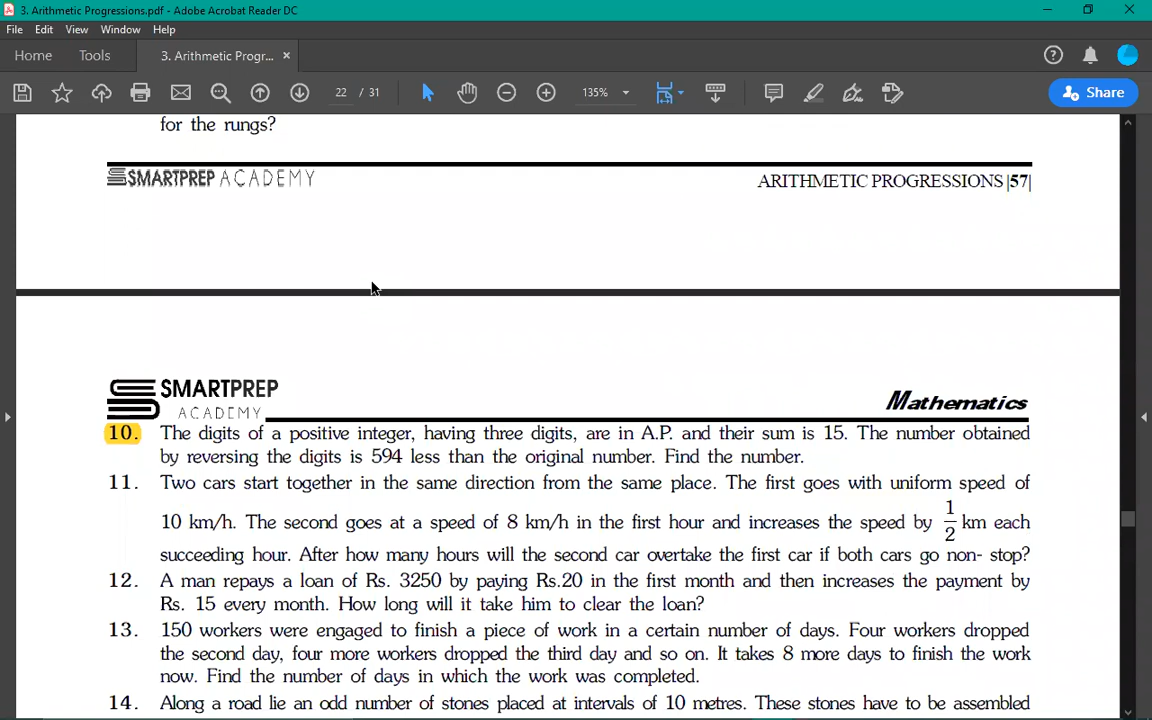 3. Arithmetic Progressions.pdf - Adobe Acrobat Reader DC
File Edit View Window Help
Home Tools 3. Arithmetic Progr... ×
22 / 31 135% Share
for the rungs?
SMARTPREP ACADEMY ARITHMETIC PROGRESSIONS |57|
SMARTPREP
ACADEMY
Mathematics
10. The digits of a positive integer, having three digits, are in A.P. and their sum is 15. The number obtained
by reversing the digits is 594 less than the original number. Find the number.
11. Two cars start together in the same direction from the same place. The first goes with uniform speed of
10 km/h. The second goes at a speed of 8 km/h in the first hour and increases the speed by 1/2 km each
succeeding hour. After how many hours will the second car overtake the first car if both cars go non- stop?
12. A man repays a loan of Rs. 3250 by paying Rs.20 in the first month and then increases the payment by
Rs. 15 every month. How long will it take him to clear the loan?
13. 150 workers were engaged to finish a piece of work in a certain number of days. Four workers dropped
the second day, four more workers dropped the third day and so on. It takes 8 more days to finish the work
now. Find the number of days in which the work was completed.
14. Along a road lie an odd number of stones placed at intervals of 10 metres. These stones have to be assembled